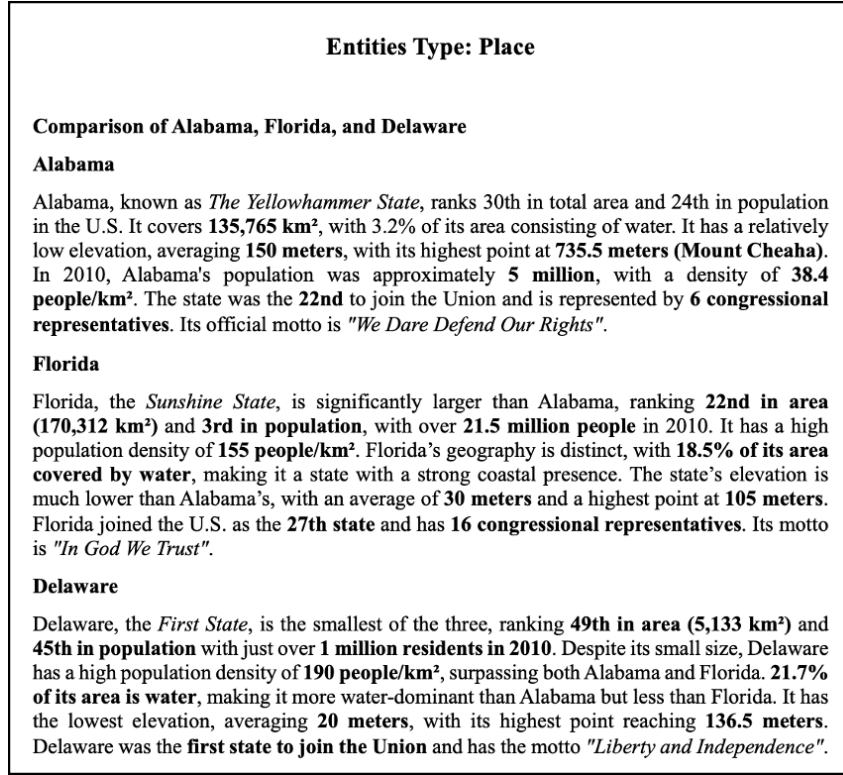 Entities Type: Place
Comparison of Alabama, Florida, and Delaware
Alabama
Alabama, known as The Yellowhammer State, ranks 30th in total area and 24th in population
in the U.S. It covers 135,765 km², with 3.2% of its area consisting of water. It has a relatively
low elevation, averaging 150 meters, with its highest point at 735.5 meters (Mount Cheaha).
In 2010, Alabama's population was approximately 5 million, with a density of 38.4
people/km². The state was the 22nd to join the Union and is represented by 6 congressional
representatives. Its official motto is "We Dare Defend Our Rights".
Florida
Florida, the Sunshine State, is significantly larger than Alabama, ranking 22nd in area
(170,312 km²) and 3rd in population, with over 21.5 million people in 2010. It has a high
population density of 155 people/km². Florida’s geography is distinct, with 18.5% of its area
covered by water, making it a state with a strong coastal presence. The state’s elevation is
much lower than Alabama’s, with an average of 30 meters and a highest point at 105 meters.
Florida joined the U.S. as the 27th state and has 16 congressional representatives. Its motto
is "In God We Trust".
Delaware
Delaware, the First State, is the smallest of the three, ranking 49th in area (5,133 km²) and
45th in population with just over 1 million residents in 2010. Despite its small size, Delaware
has a high population density of 190 people/km², surpassing both Alabama and Florida. 21.7%
of its area is water, making it more water-dominant than Alabama but less than Florida. It has
the lowest elevation, averaging 20 meters, with its highest point reaching 136.5 meters.
Delaware was the first state to join the Union and has the motto "Liberty and Independence".